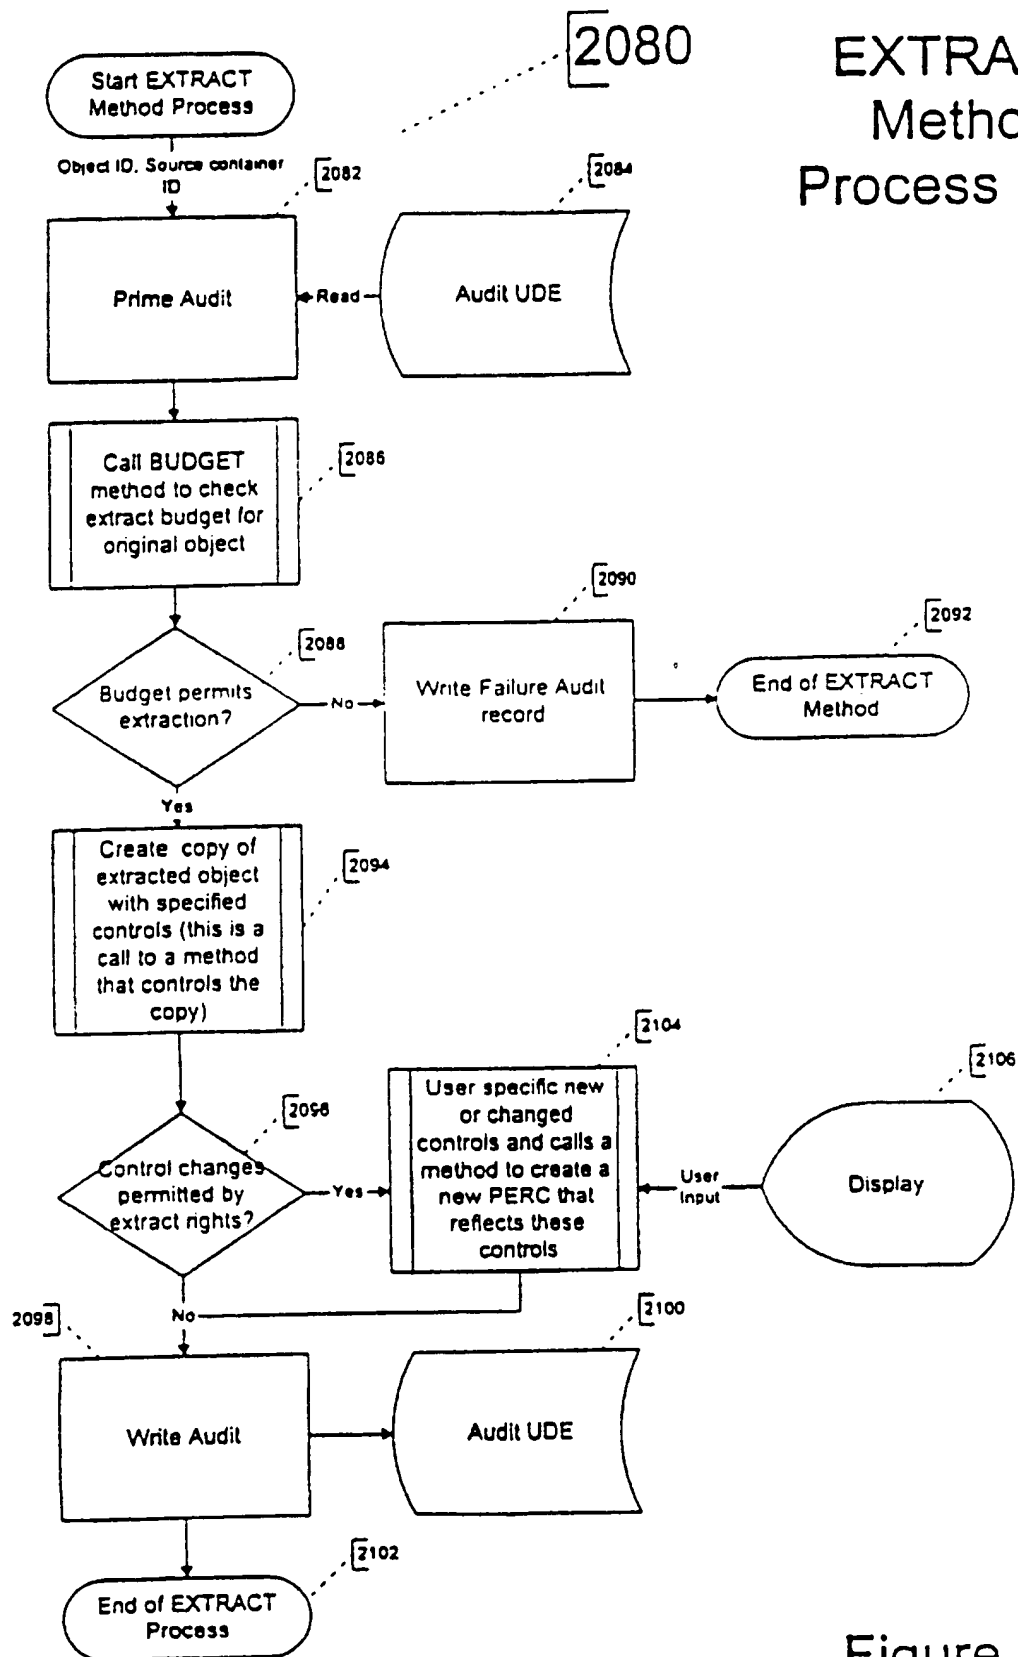 2080
EXTRA
Metho
Process
Start EXTRACT
Method Process
Object ID, Source container
ID
2082
2084
Prime Audit
Read
Audit UDE
Call BUDGET
method to check
extract budget for
original object
2086
2090
2092
2088
Budget permits
extraction?
No
Write Failure Audit
record
End of EXTRACT
Method
Yes
Create copy of
extracted object
with specified
controls (this is a
call to a method
that controls the
copy)
2094
2104
2106
2096
User specific new
or changed
controls and calls a
method to create a
new PERC that
reflects these
controls
Control changes
permitted by
extract rights?
Yes
User
Input
Display
No
2098
2100
Write Audit
Audit UDE
2102
End of EXTRACT
Process
Figure